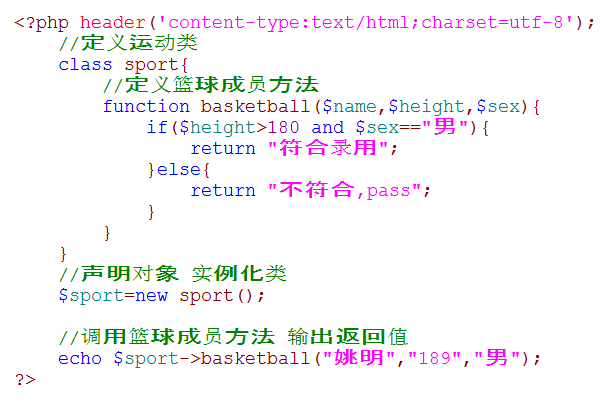 <?php header('content-type:text/html;charset=utf-8');
//定义运动类
class sport{
//定义篮球成员方法
function basketball($name,$height,$sex){
if($height>180 and $sex=="男"){
return "符合录用";
}else{
return "不符合,pass";
}
}
}
//声明对象 实例化类
$sport=new sport();
//调用篮球成员方法 输出返回值
echo $sport->basketball("姚明","189","男");
?>